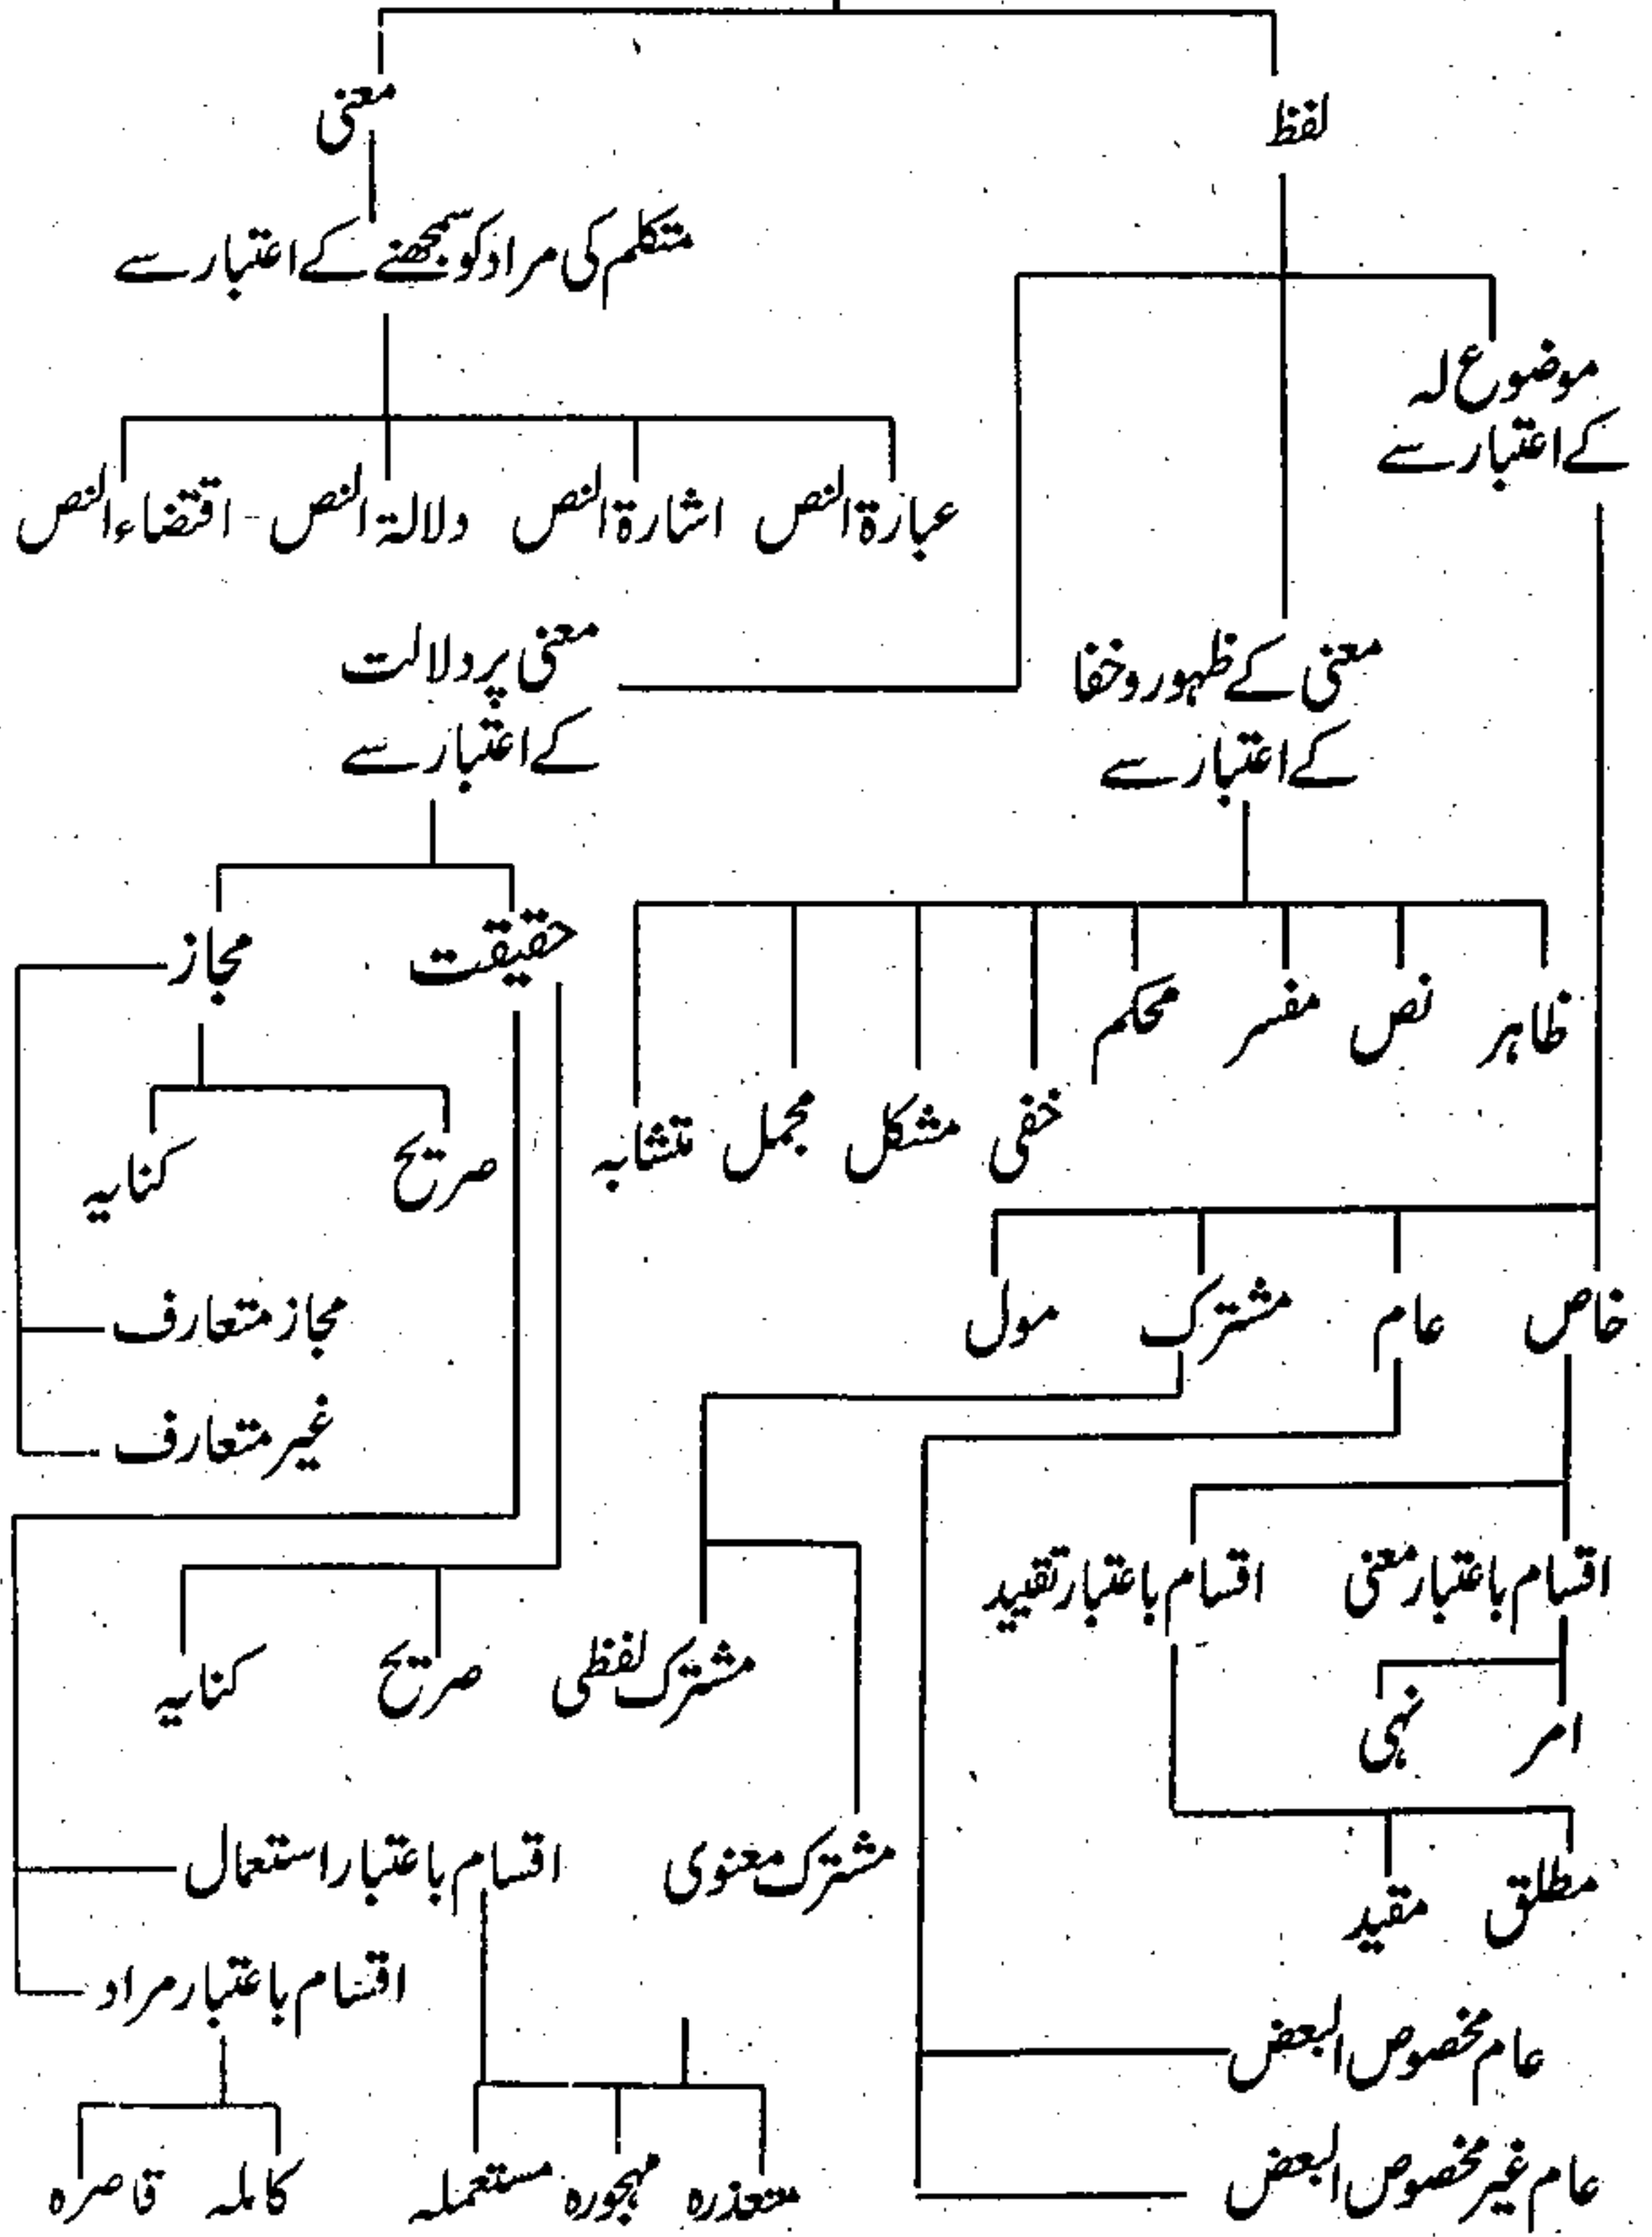 لفظ
معنی
متکلم کی مراد کو سمجھنے کے اعتبار سے
موضوع لہ
کے اعتبار سے
عبارۃ النص
اشارۃ النص
دلالۃ النص -
اقتضاء النص
معنی کے ظہور و خفا
کے اعتبار سے
معنی پر دلالت
کے اعتبار سے
حقیقت
مجاز
ظاہر
نص
مفسر
محکم
خفی
مشکل
مجمل
متشابہ
صریح
کنایہ
خاص
عام
مشترک
مول
مجاز متعارف
غیر متعارف
اقسام باعتبار معنی
اقسام باعتبار تقیید
امر
نہی
مشترک لفظی
صریح
کنایہ
مشترک معنوی
اقسام باعتبار استعمال
مطلق
مقید
اقسام باعتبار مراد
عام مخصوص البعض
عام غیر مخصوص البعض
متعذرہ
مہجورہ
مستعملہ
کاملہ
قاصرہ